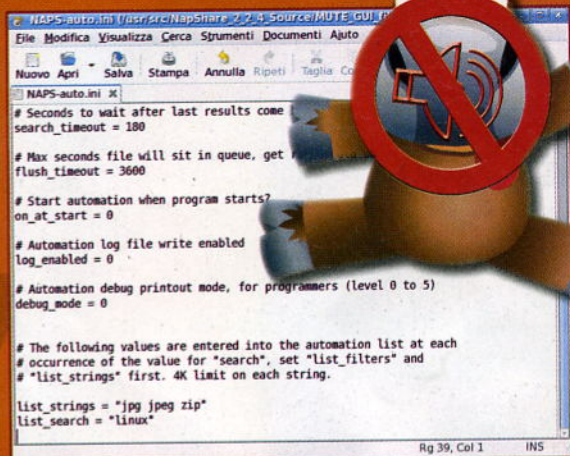 NAPS-auto.ini (/usr/src/NapShare_2_2_4_Source/MUTE_GUI_
File Modifica Visualizza Cerca Strumenti Documenti Aiuto
Nuovo Apri Salva Stampa Annulla Ripeti Taglia
NAPS-auto.ini
# Seconds to wait after last results come
search_timeout = 180
# Max seconds file will sit in queue, get
flush_timeout = 3600
# Start automation when program starts?
on_at_start = 0
# Automation log file write enabled
log_enabled = 0
# Automation debug printout mode, for programmers (level 0 to 5)
debug_mode = 0
# The following values are entered into the automation list at each
# occurrence of the value for "search", set "list_filters" and
# "list_strings" first. 4K limit on each string.
list_strings = "jpg jpeg zip"
list_search = "linux"
Rg 39, Col 1 INS